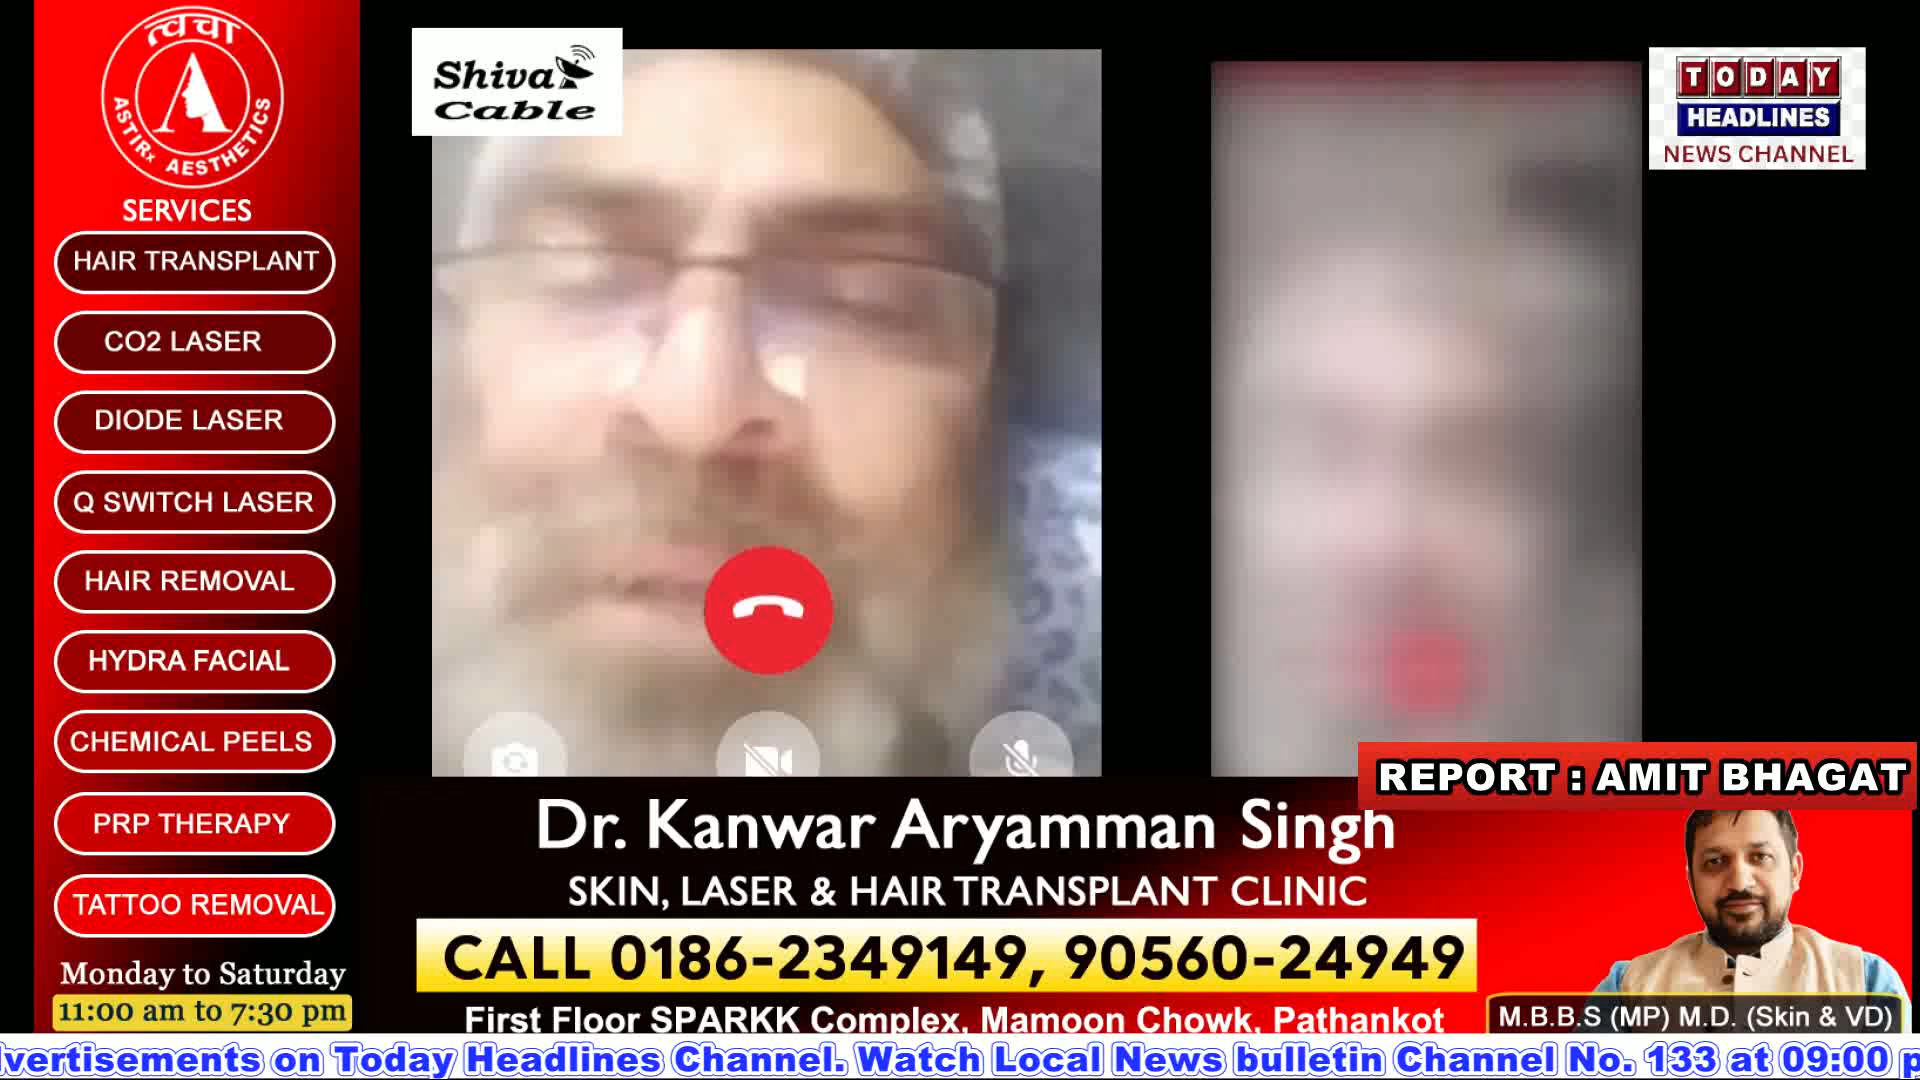 त्वचा
ASTIRx AESTHETICS
SERVICES
HAIR TRANSPLANT
CO2 LASER
DIODE LASER
Q SWITCH LASER
HAIR REMOVAL
HYDRA FACIAL
CHEMICAL PEELS
PRP THERAPY
TATTOO REMOVAL
Monday to Saturday
11:00 am to 7:30 pm
Shiva
Cable
TODAY
HEADLINES
NEWS CHANNEL
REPORT : AMIT BHAGAT
Dr. Kanwar Aryamman Singh
SKIN, LASER & HAIR TRANSPLANT CLINIC
CALL 0186-2349149, 90560-24949
First Floor SPARKK Complex, Mamoon Chowk, Pathankot
M.B.B.S (MP) M.D. (Skin & VD)
dvertisements on Today Headlines Channel. Watch Local News bulletin Channel No. 133 at 09:00 p